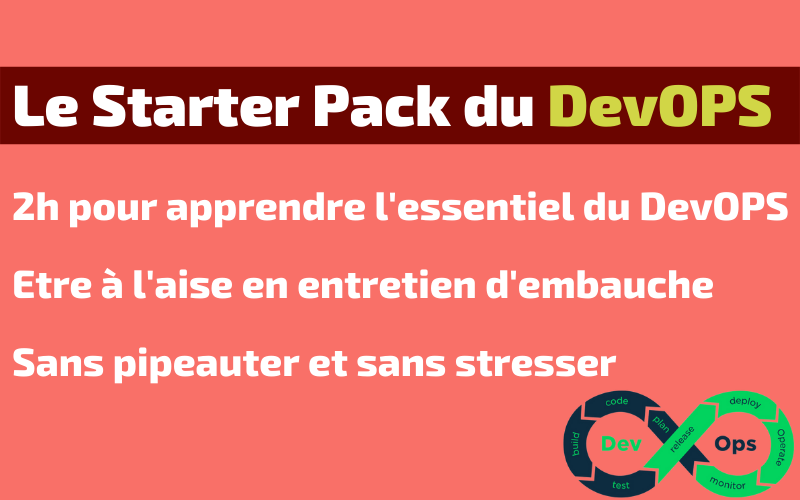 Le Starter Pack du DevOPS
2h pour apprendre l'essentiel du DevOPS
Etre à l'aise en entretien d'embauche
Sans pipeauter et sans stresser
code
plan
build
Dev
test
release
deploy
Ops
Operate
monitor